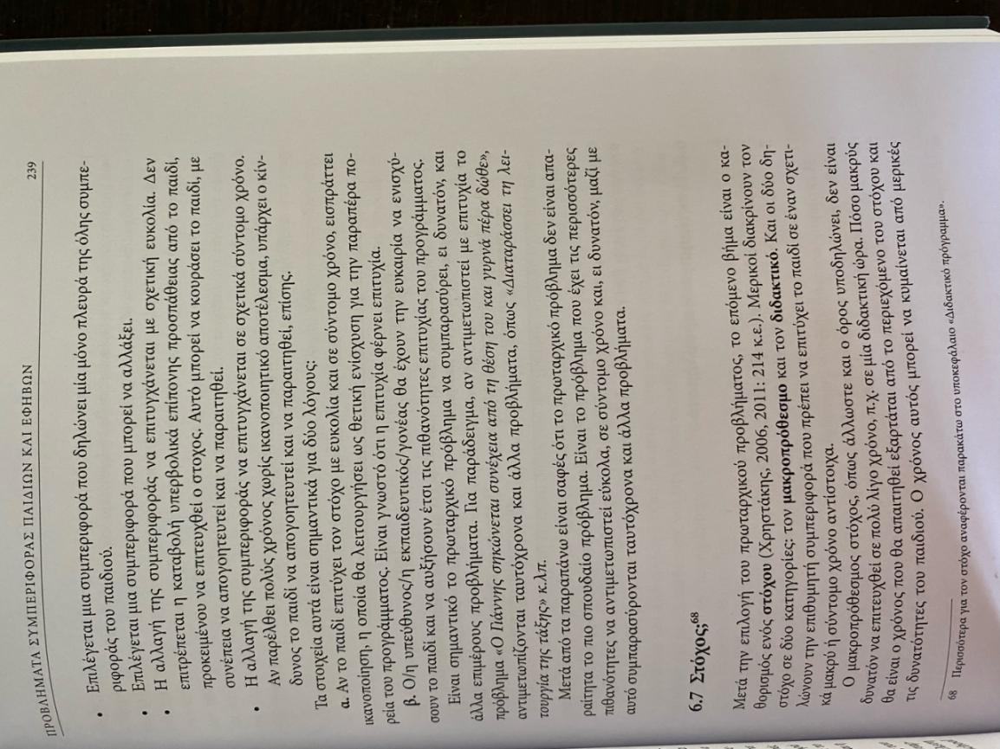 ΠΡΟΒΛΗΜΑΤΑ ΣΥΜΠΕΡΙΦΟΡΑΣ ΠΑΙΔΙΩΝ ΚΑΙ ΕΦΗΒΩΝ 239
• Επιλέγεται μια συμπεριφορά που δηλώνει μία μόνο πλευρά της όλης συμπε-
ριφοράς του παιδιού.
• Επιλέγεται μια συμπεριφορά που μπορεί να αλλάξει.
• Η αλλαγή της συμπεριφοράς να επιτυγχάνεται με σχετική ευκολία. Δεν
επιτρέπεται η καταβολή υπερβολικά επίπονης προσπάθειας από το παιδί,
προκειμένου να επιτευχθεί ο στοχος. Αυτό μπορεί να κουράσει το παιδί, με
συνέπεια να απογοητευτεί και να παραιτηθεί.
• Η αλλαγή της συμπεριφοράς να επιτυγχάνεται σε σχετικά σύντομο χρόνο.
Αν παρέλθει πολύς χρόνος χωρίς ικανοποιητικό αποτέλεσμα, υπάρχει ο κίν-
δυνος το παιδί να απογοητευτεί και να παραιτηθεί, επίσης.
Τα στοιχεία αυτά είναι σημαντικά για δύο λόγους:
α. Αν το παιδί επιτύχει τον στόχο με ευκολία και σε σύντομο χρόνο, εισπράττει
ικανοποίηση, η οποία θα λειτουργήσει ως θετική ενίσχυση για την παραπέρα πο-
ρεία του προγράμματος. Είναι γνωστό ότι η επιτυχία φέρνει επιτυχία.
β. Ο/η υπεύθυνος/η εκπαιδευτικός/γονέας θα έχουν την ευκαιρία να ενισχύ-
σουν το παιδί και να αυξήσουν έτσι τις πιθανότητες επιτυχίας του προγράμματος.
Είναι σημαντικό το πρωταρχικό πρόβλημα να συμπαρασύρει, ει δυνατόν, και
άλλα επιμέρους προβλήματα. Για παράδειγμα, αν αντιμετωπιστεί με επιτυχία το
πρόβλημα «Ο Γιάννης σηκώνεται συνέχεια από τη θέση του και γυρνά πέρα δώθε»,
αντιμετωπίζονται ταυτόχρονα και άλλα προβλήματα, όπως «Διαταράσσει τη λει-
τουργία της τάξης» κ.λπ.
Μετά από τα παραπάνω είναι σαφές ότι το πρωταρχικό πρόβλημα δεν είναι απα-
ραίτητα το πιο σπουδαίο πρόβλημα. Είναι το πρόβλημα που έχει τις περισσότερες
πιθανότητες να αντιμετωπιστεί εύκολα, σε σύντομο χρόνο και, ει δυνατόν, μαζί με
αυτό συμπαρασύρονται ταυτόχρονα και άλλα προβλήματα.
6.7 Στόχος;68
Μετά την επιλογή του πρωταρχικού προβλήματος, το επόμενο βήμα είναι ο κα-
θορισμός ενός στόχου (Χρηστάκης, 2006, 2011: 214 κ.ε.). Μερικοί διακρίνουν τον
στόχο σε δύο κατηγορίες: τον μακροπρόθεσμο και τον διδακτικό. Και οι δύο δη-
λώνουν την επιθυμητή συμπεριφορά που πρέπει να επιτύχει το παιδί σε έναν σχετι-
κά μακρύ ή σύντομο χρόνο αντίστοιχα.
Ο μακροπρόθεσμος στόχος, όπως άλλωστε και ο όρος υποδηλώνει, δεν είναι
δυνατόν να επιτευχθεί σε πολύ λίγο χρόνο, π.χ. σε μία διδακτική ώρα. Πόσο μακρύς
θα είναι ο χρόνος που θα απαιτηθεί εξαρτάται από το περιεχόμενο του στόχου και
τις δυνατότητες του παιδιού. Ο χρόνος αυτός μπορεί να κυμαίνεται από μερικές
68 Περισσότερα για τον στόχο αναφέρονται παρακάτω στο υποκεφάλαιο «Διδακτικό πρόγραμμα».